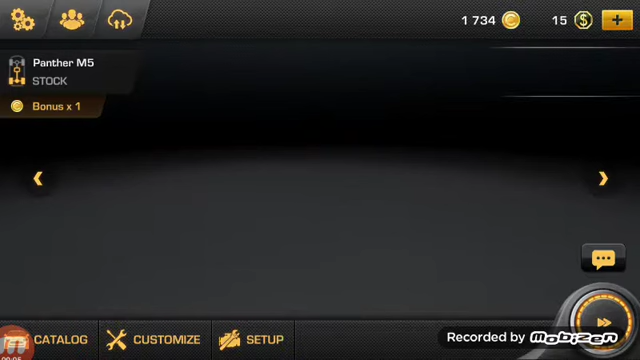 1 734
15
Panther M5
STOCK
Bonus x 1
CATALOG
CUSTOMIZE
SETUP
Recorded by Mobizen